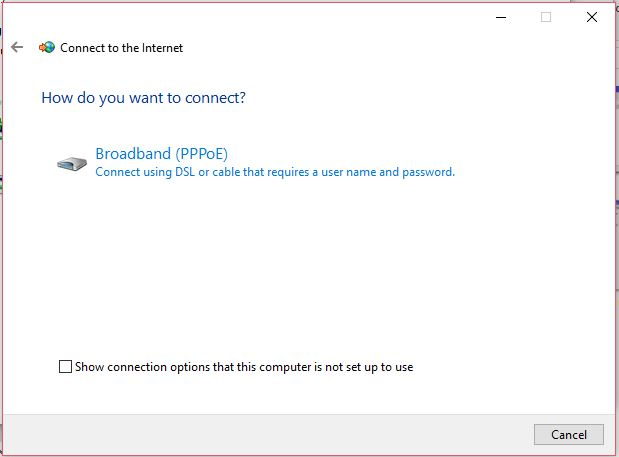 Connect to the Internet
How do you want to connect?
Broadband (PPPoE)
Connect using DSL or cable that requires a user name and password.
Show connection options that this computer is not set up to use
Cancel